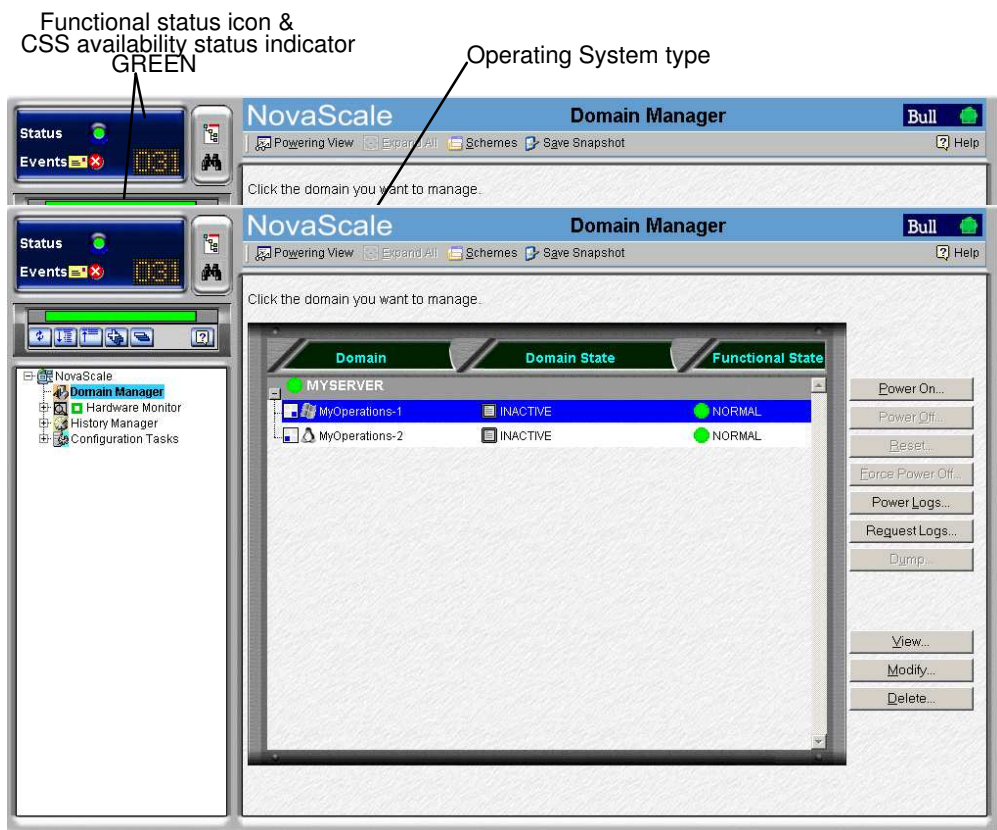 Functional status icon &
CSS availability status indicator
GREEN
Operating System type
NovaScale Domain Manager Bull
Status
Events 031
Powering View Expand All Schemes Save Snapshot Help
Click the domain you want to manage.
NovaScale Domain Manager Bull
Status
Events 031
Powering View Expand All Schemes Save Snapshot Help
Click the domain you want to manage.
Domain Domain State Functional State
NovaScale
Domain Manager
Hardware Monitor
History Manager
Configuration Tasks
MYSERVER
MyOperations-1 INACTIVE NORMAL
MyOperations-2 INACTIVE NORMAL
Power On...
Power Off...
Reset...
Force Power Off...
Power Logs...
Request Logs...
Dump...
View...
Modify...
Delete...